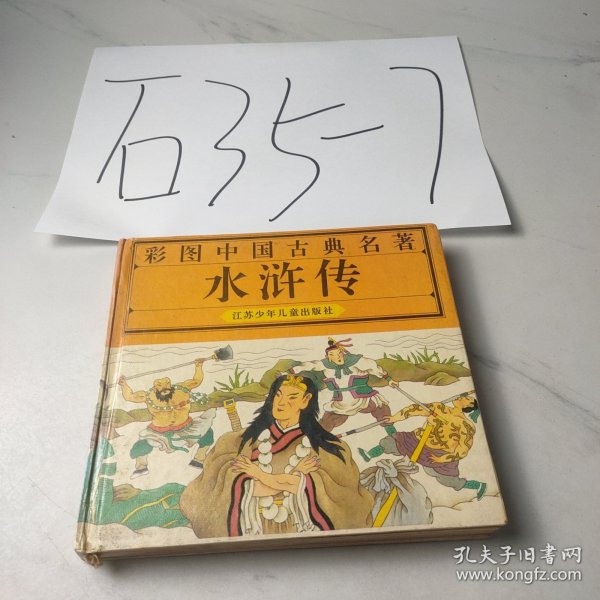 石35-7
彩图中国古典名著
水浒传
江苏少年儿童出版社
孔夫子旧书网
www.kongfz.com